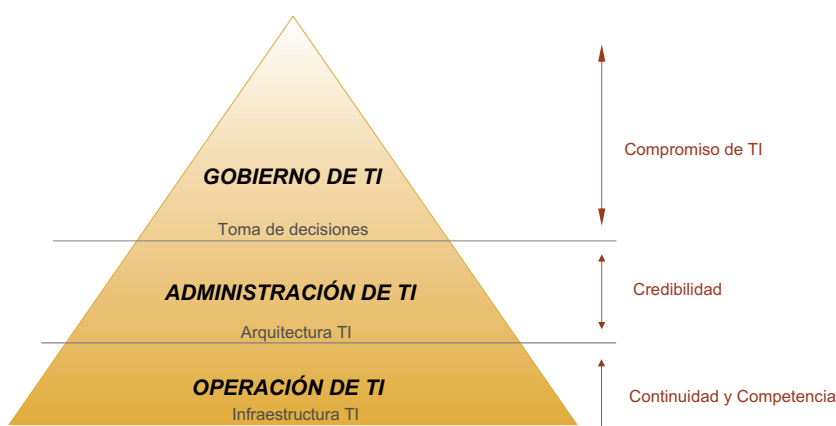 Compromiso de TI
GOBIERNO DE TI
Toma de decisiones
ADMINISTRACIÓN DE TI
Credibilidad
Arquitectura TI
OPERACIÓN DE TI
Continuidad y Competencia
Infraestructura TI